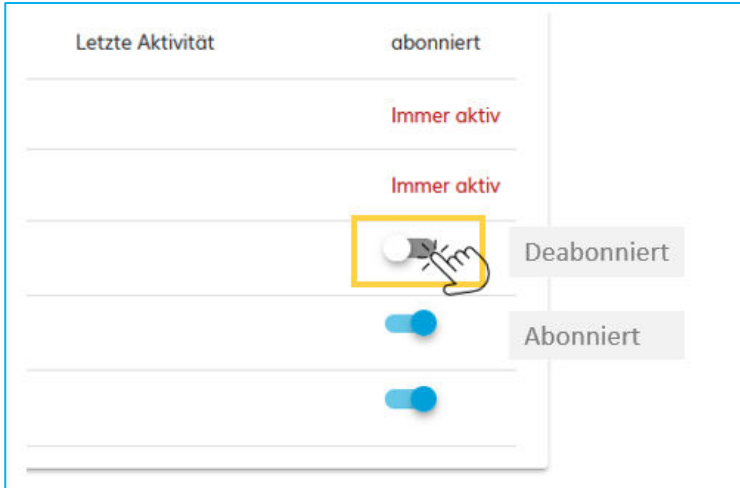 Letzte Aktivität abonniert
Immer aktiv
Immer aktiv
Deabonniert
Abonniert